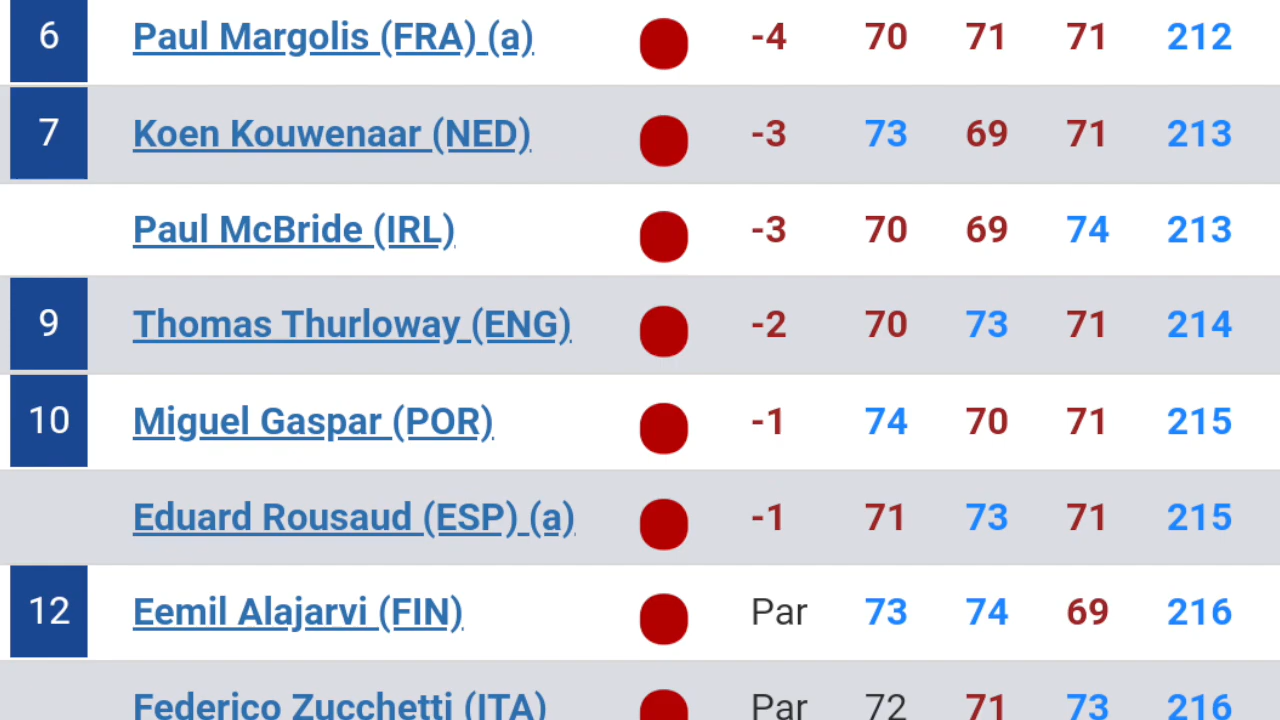 6 Paul Margolis (FRA) (a) -4 70 71 71 212
7 Koen Kouwenaar (NED) -3 73 69 71 213
Paul McBride (IRL) -3 70 69 74 213
9 Thomas Thurloway (ENG) -2 70 73 71 214
10 Miguel Gaspar (POR) -1 74 70 71 215
Eduard Rousaud (ESP) (a) -1 71 73 71 215
12 Eemil Alajarvi (FIN) Par 73 74 69 216
Federico Zucchetti (ITA) Par 72 71 73 216